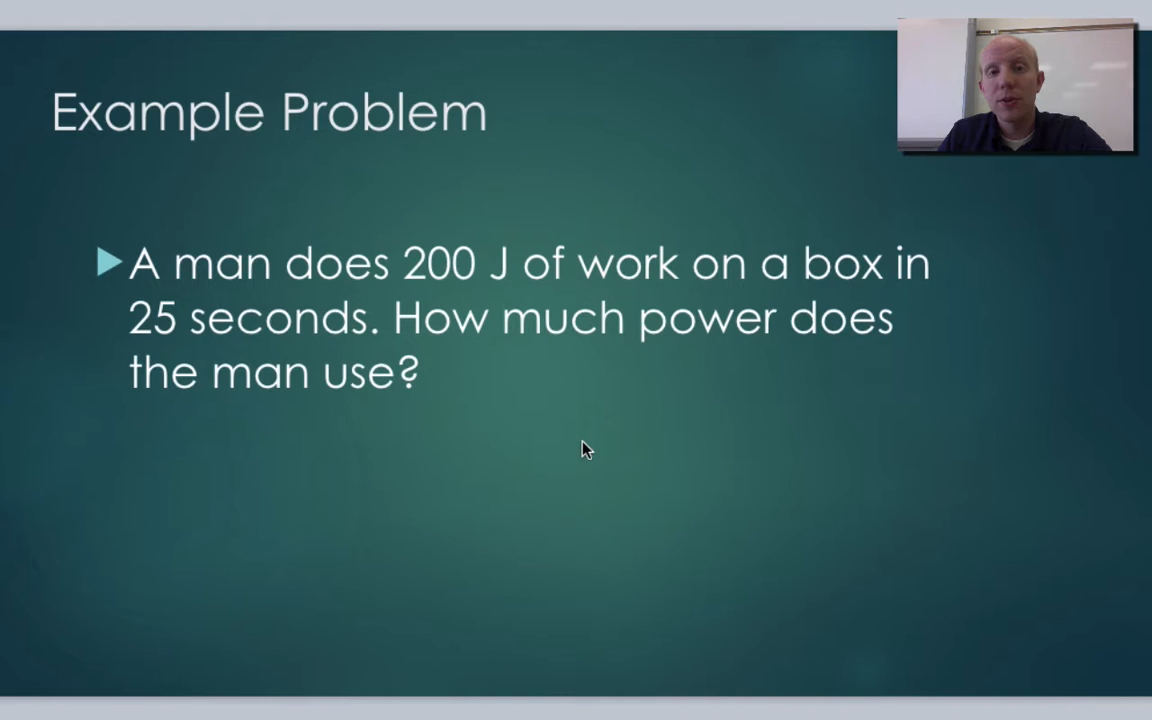 Example Problem
A man does 200 J of work on a box in
25 seconds. How much power does
the man use?